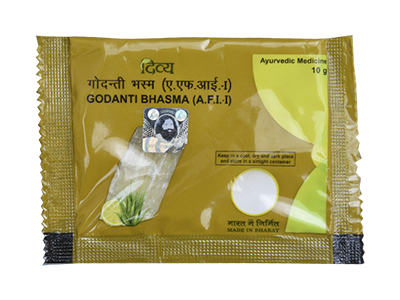 दिव्य
गोदन्ती भस्म (ए.एफ.आई.-I)
GODANTI BHASMA (A.F.I.-I)
Ayurvedic Medicine
10 g
Keep in a cool, dry and dark place
and store in a airtight container
भारत में निर्मित
MADE IN BHARAT